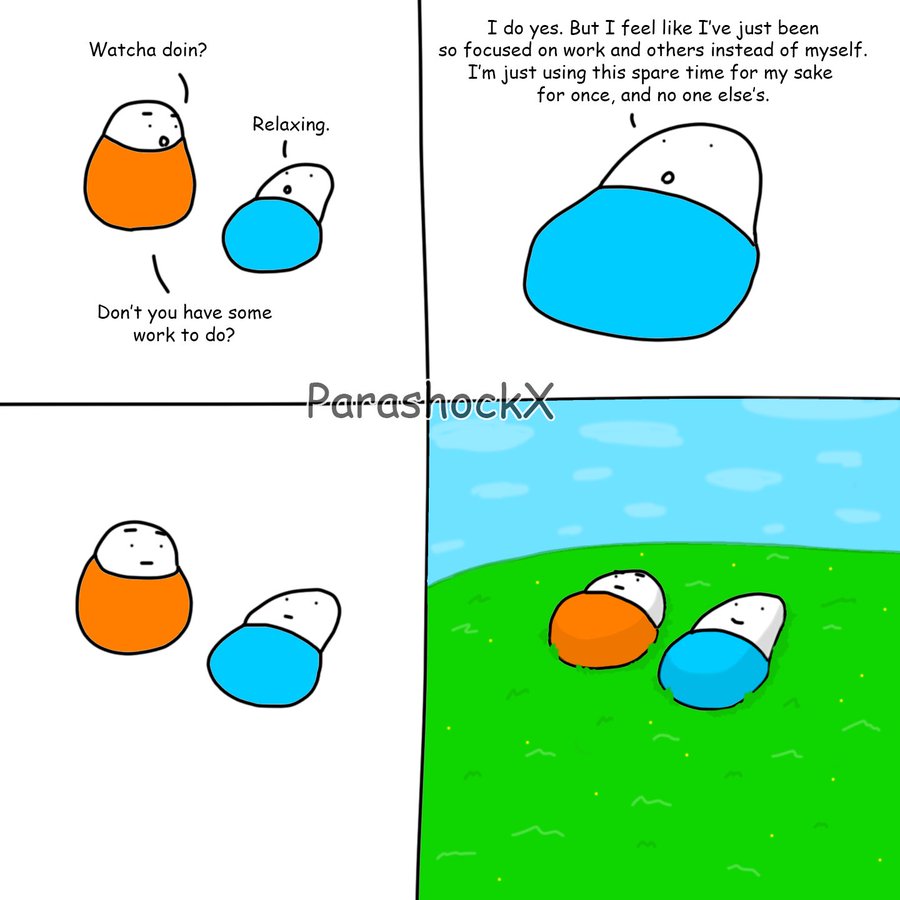 Watcha doin?
Relaxing.
Don't you have some
work to do?
I do yes. But I feel like I've just been
so focused on work and others instead of myself.
I'm just using this spare time for my sake
for once, and no one else's.
ParashockX